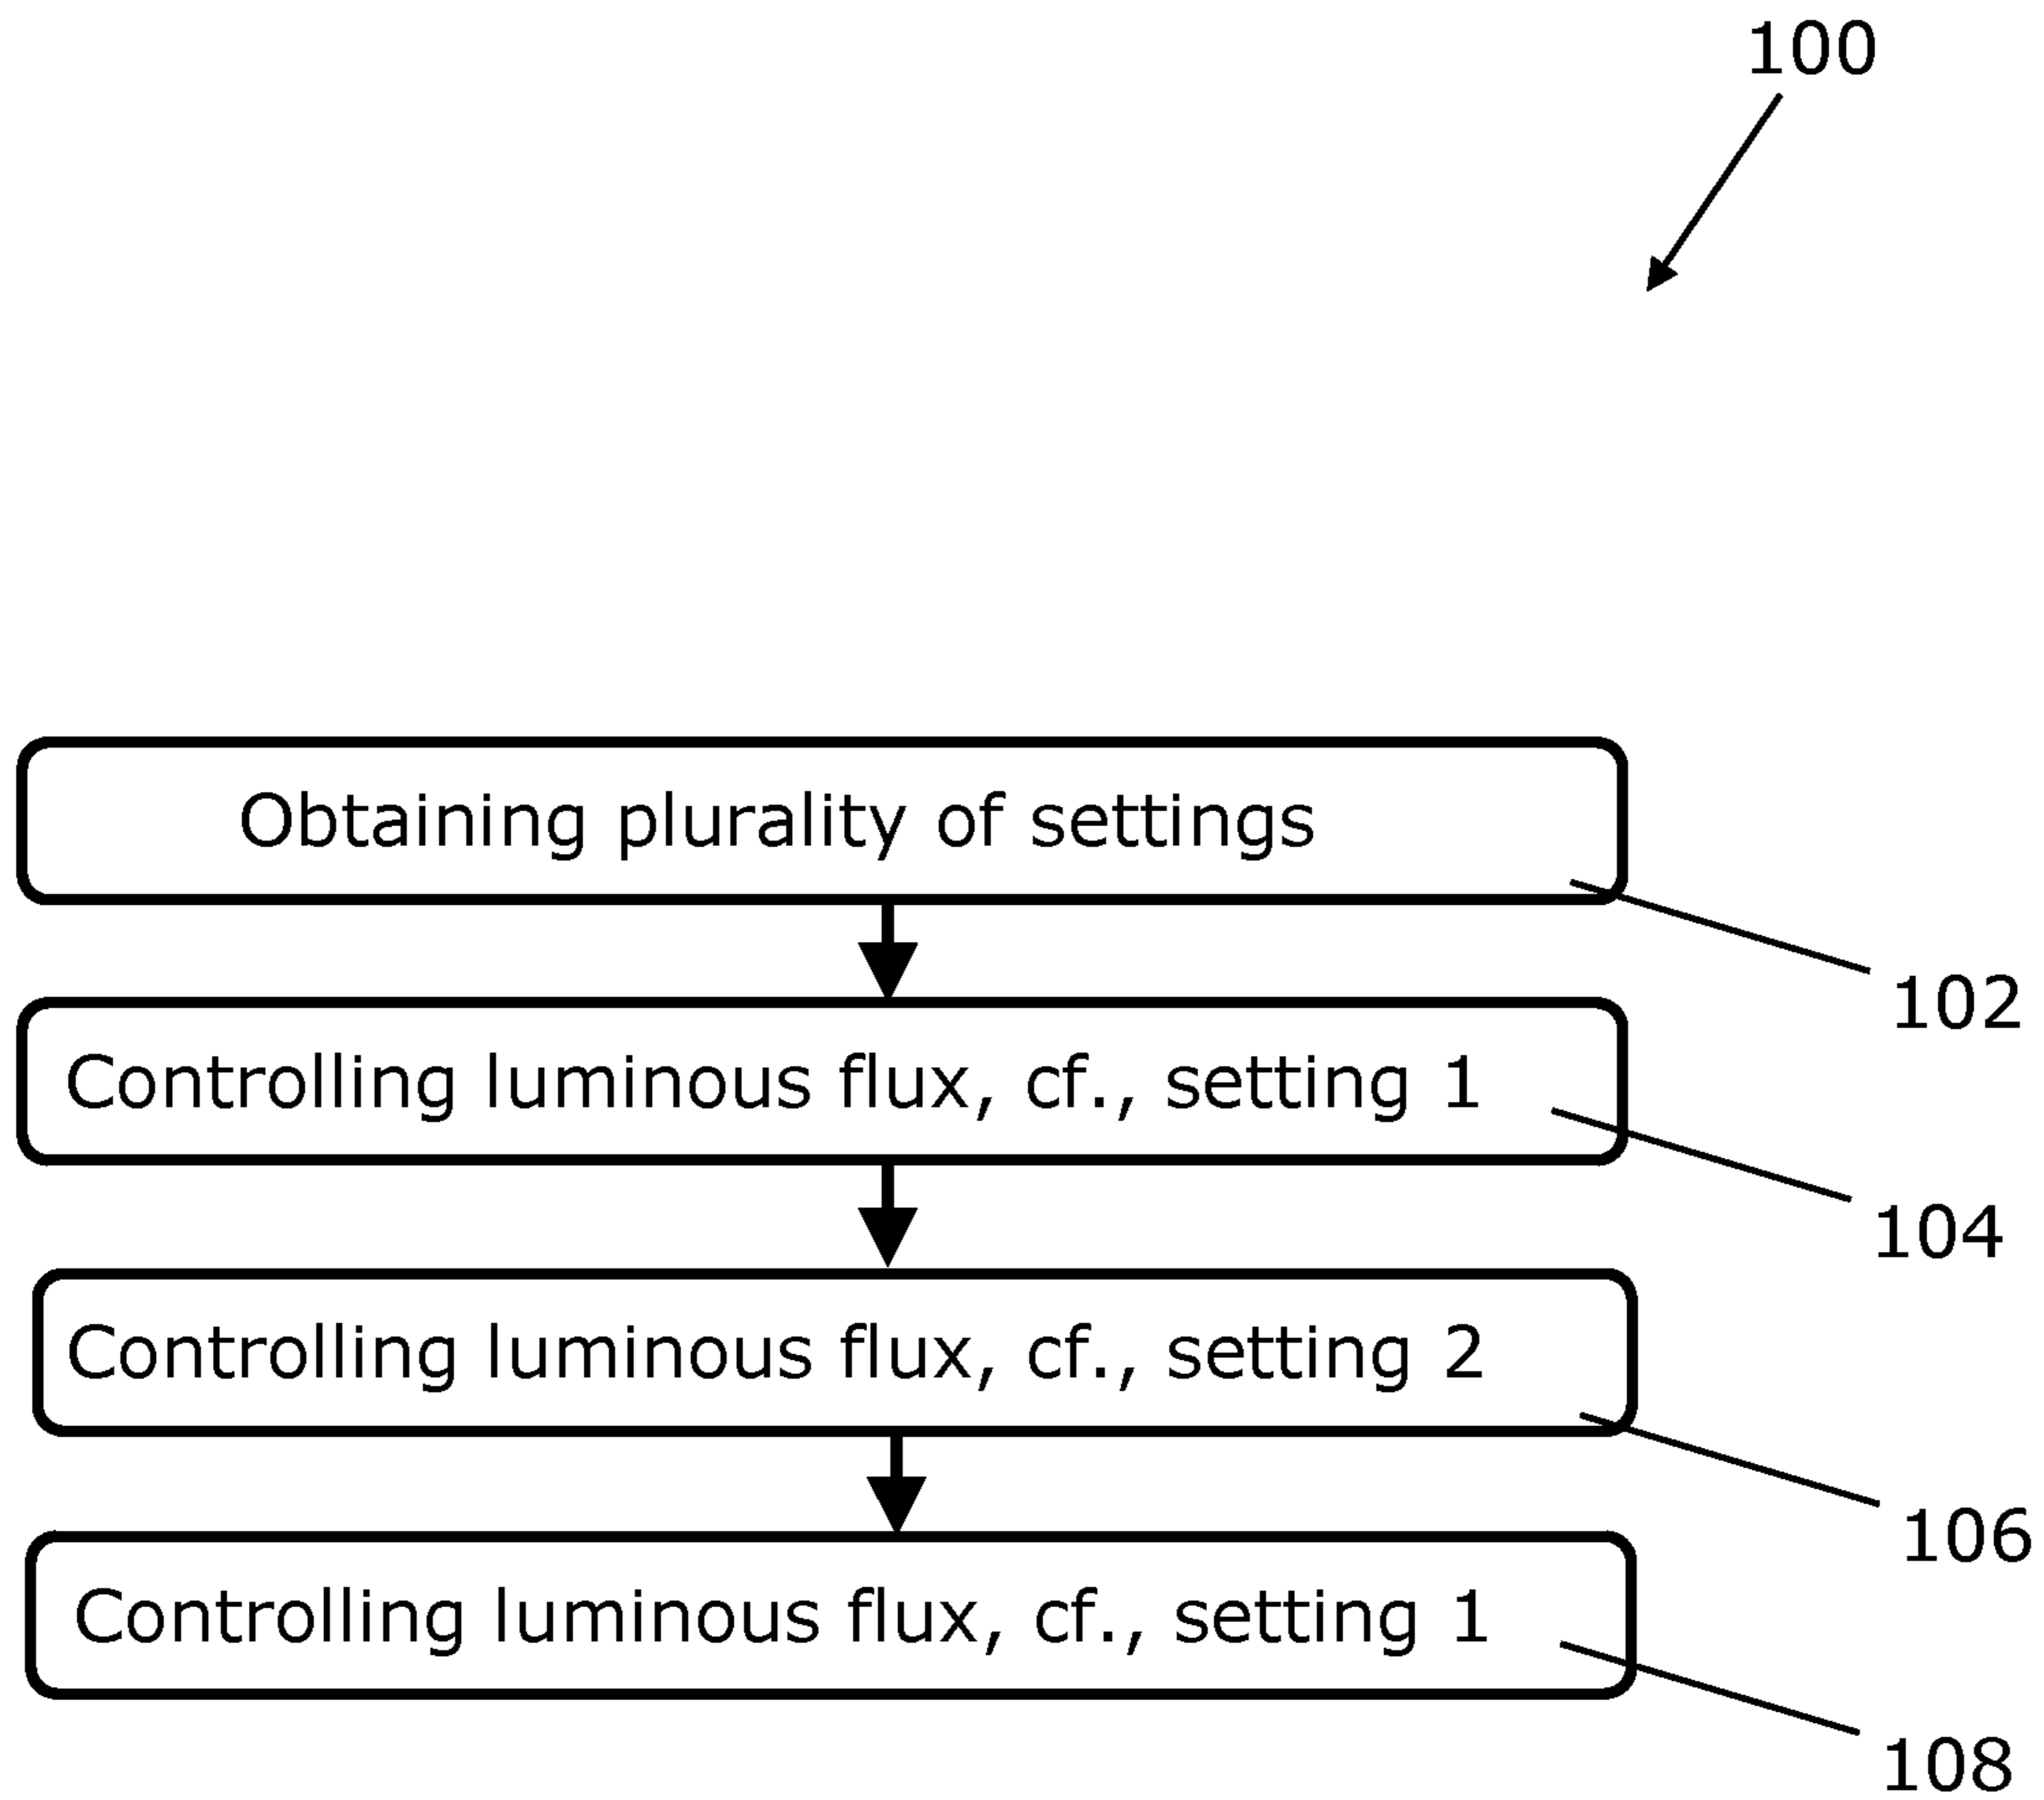 100
Obtaining plurality of settings
102
Controlling luminous flux, cf., setting 1
104
Controlling luminous flux, cf., setting 2
106
Controlling luminous flux, cf., setting 1
108